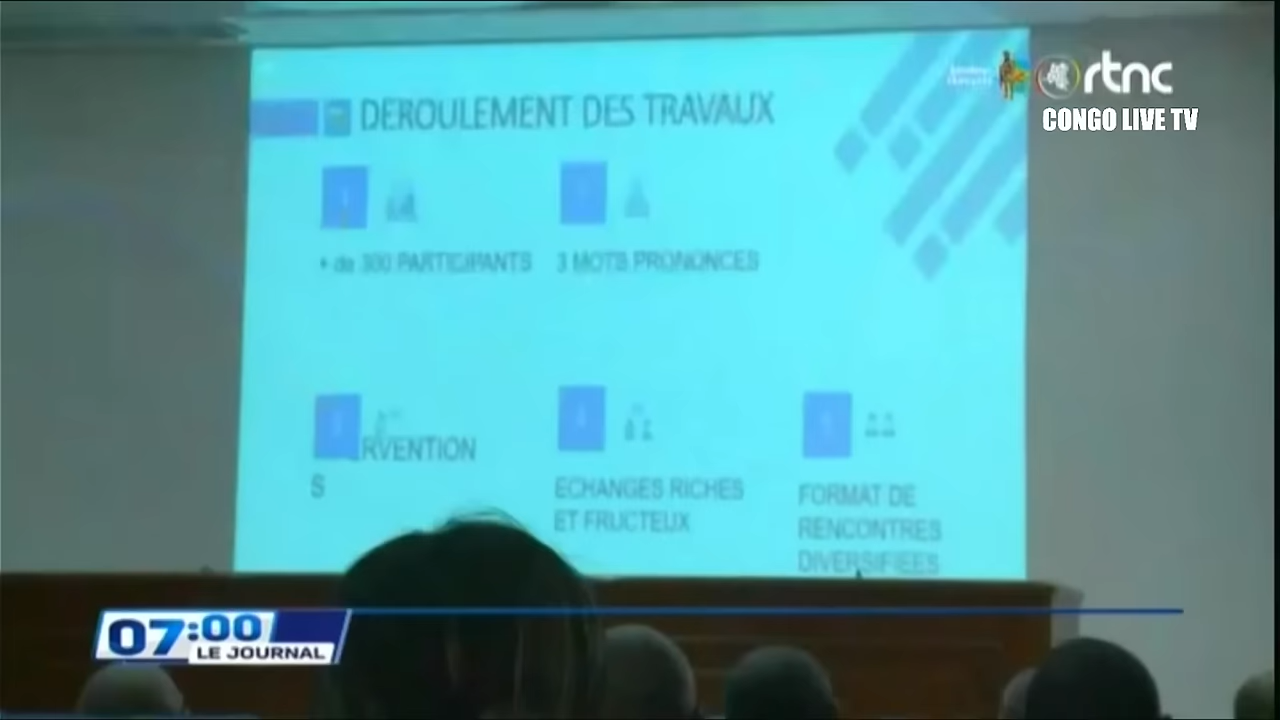 rtnc
CONGO LIVE TV
DEROULEMENT DES TRAVAUX
+ de 300 PARTICIPANTS
3 MOTS PRONONCES
RVENTION
S
ECHANGES RICHES
ET FRUCTEUX
FORMAT DE
RENCONTRES
DIVERSIFIEES
07:00
LE JOURNAL